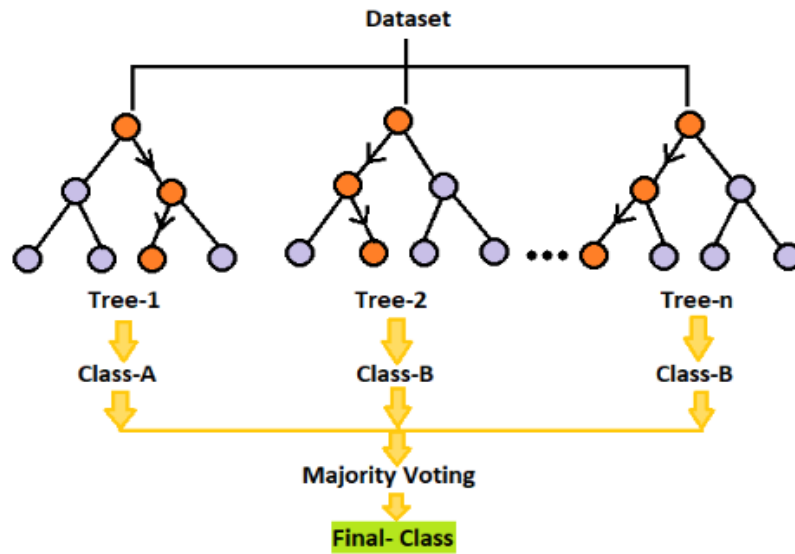 Dataset
Tree-1
Tree-2
Tree-n
Class-A
Class-B
Class-B
Majority Voting
Final- Class